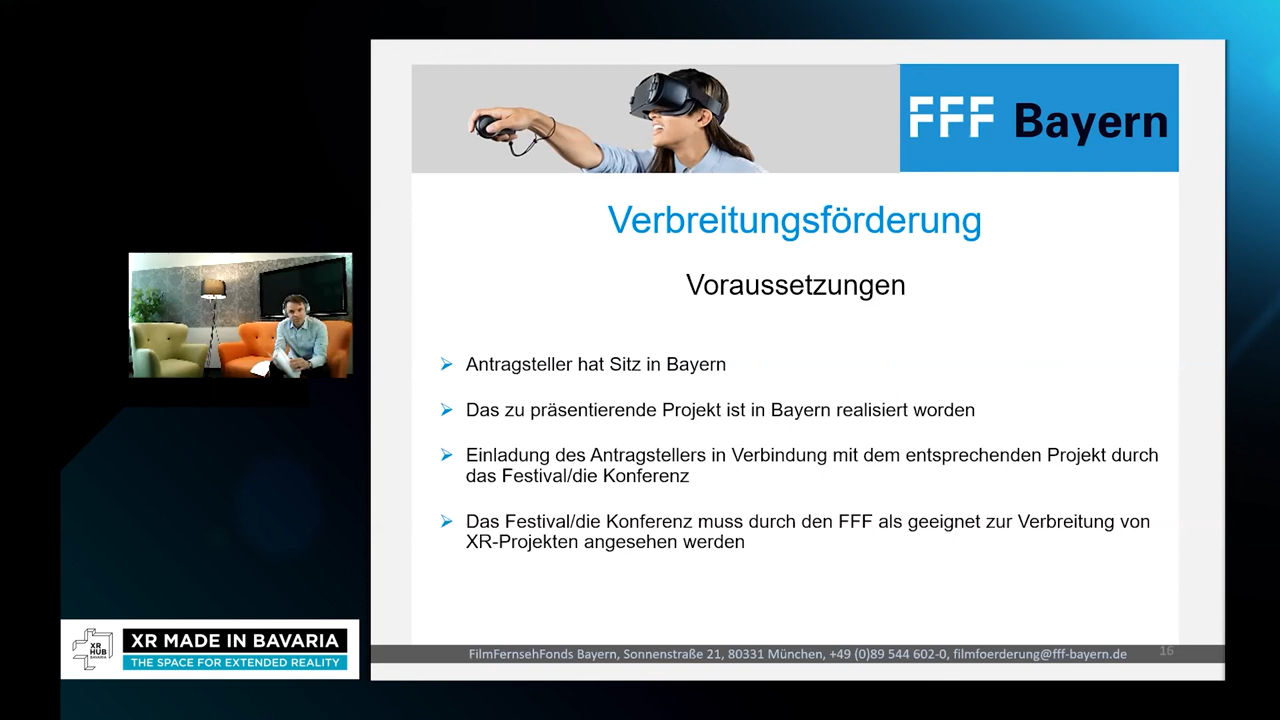 FFF Bayern
Verbreitungsförderung
Voraussetzungen
Antragsteller hat Sitz in Bayern
Das zu präsentierende Projekt ist in Bayern realisiert worden
Einladung des Antragstellers in Verbindung mit dem entsprechenden Projekt durch
das Festival/die Konferenz
Das Festival/die Konferenz muss durch den FFF als geeignet zur Verbreitung von
XR-Projekten angesehen werden
FilmFernsehFonds Bayern, Sonnenstraße 21, 80331 München, +49 (0)89 544 602-0, filmfoerderung@fff-bayern.de
16
XR
HUB
BAVARIA
XR MADE IN BAVARIA
THE SPACE FOR EXTENDED REALITY